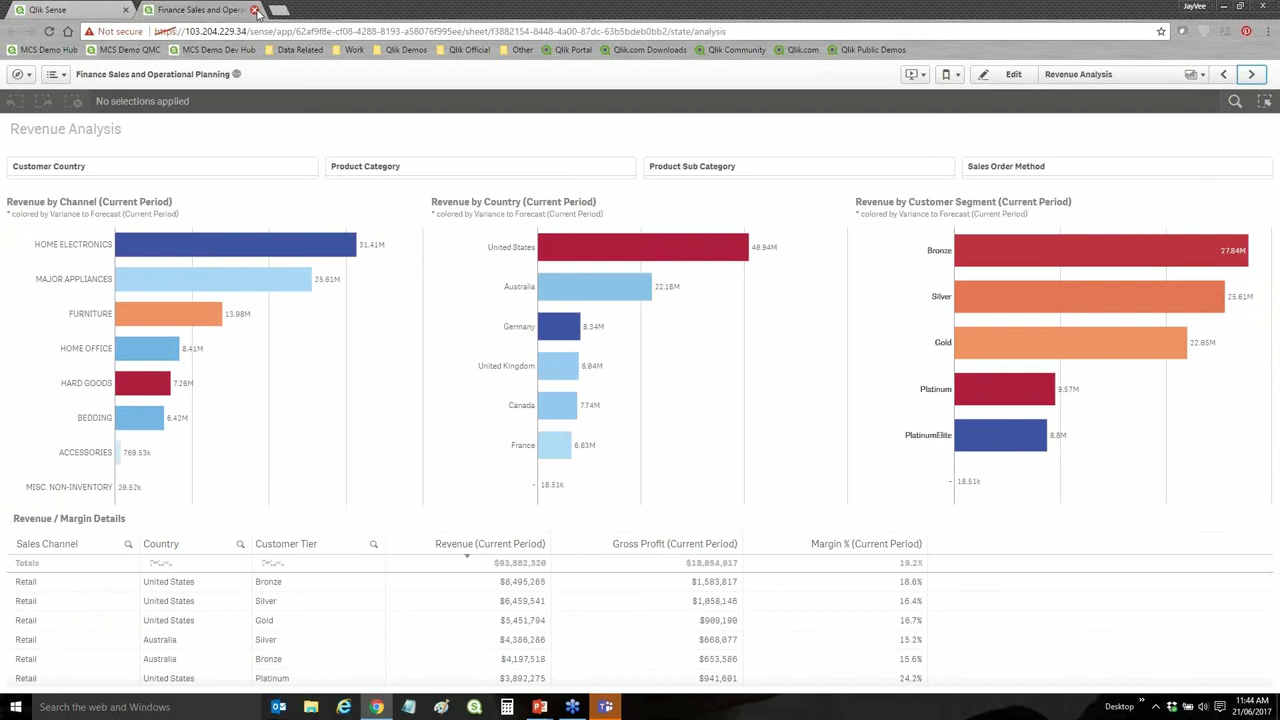 Qlik Sense
Finance Sales and Oper
JayVee
Not secure https://103.204.229.34/sense/app/62af9f8e-cf08-4288-8193-a58076f995ee/sheet/f3882154-8448-4a00-87dc-63b5bdeb0bb2/state/analysis
MCS Demo Hub MCS Demo QMC MCS Demo Dev Hub Data Related Work Qlik Demos Qlik Official Other Qlik Portal Qlik.com Downloads Qlik Community Qlik.com Qlik Public Demos
Finance Sales and Operational Planning Edit Revenue Analysis
No selections applied
Revenue Analysis
Customer Country Product Category Product Sub Category Sales Order Method
Revenue by Channel (Current Period)
* colored by Variance to Forecast (Current Period)
HOME ELECTRONICS 31.41M
MAJOR APPLIANCES 25.61M
FURNITURE 13.98M
HOME OFFICE 8.41M
HARD GOODS 7.26M
BEDDING 6.42M
ACCESSORIES 769.53k
MISC. NON-INVENTORY 20.52k
Revenue by Country (Current Period)
* colored by Variance to Forecast (Current Period)
United States 40.94M
Australia 22.18M
Germany 8.34M
United Kingdom 8.04M
Canada 7.74M
France 6.63M
- 18.51k
Revenue by Customer Segment (Current Period)
* colored by Variance to Forecast (Current Period)
Bronze 27.84M
Silver 25.61M
Gold 22.05M
Platinum 9.57M
PlatinumElite 8.8M
- 18.51k
Revenue / Margin Details
Sales Channel Country Customer Tier Revenue (Current Period) Gross Profit (Current Period) Margin % (Current Period)
Totals $93,882,320 $18,054,917 19.2%
Retail United States Bronze $8,495,265 $1,583,817 18.6%
Retail United States Silver $6,459,541 $1,058,146 16.4%
Retail United States Gold $5,451,794 $909,190 16.7%
Retail Australia Silver $4,386,286 $668,077 15.2%
Retail Australia Bronze $4,197,518 $653,586 15.6%
Retail United States Platinum $3,892,275 $941,601 24.2%
Search the web and Windows
Desktop
11:44 AM
21/06/2017